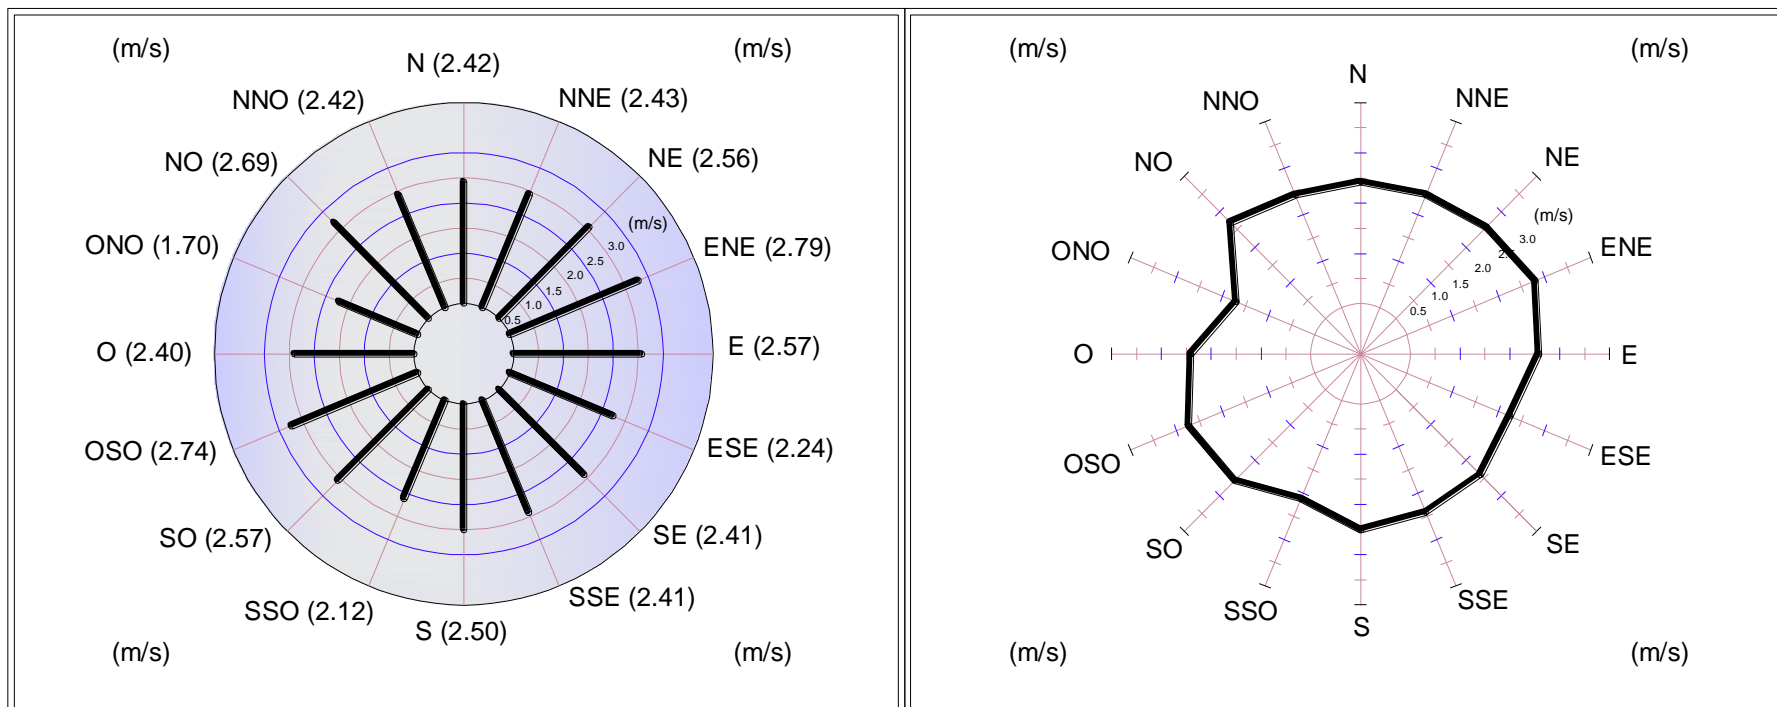 (m/s)
(m/s)
N (2.42)
NNO (2.42)
NNE (2.43)
NO (2.69)
NE (2.56)
ONO (1.70)
ENE (2.79)
(m/s)
3.0
2.5
2.0
1.5
1.0
0.5
O (2.40)
E (2.57)
OSO (2.74)
ESE (2.24)
SO (2.57)
SE (2.41)
SSO (2.12)
SSE (2.41)
S (2.50)
(m/s)
(m/s)
(m/s)
(m/s)
N
NNO
NNE
NO
NE
ONO
ENE
(m/s)
3.0
2.5
2.0
1.5
1.0
0.5
O
E
OSO
ESE
SO
SE
SSO
SSE
S
(m/s)
(m/s)